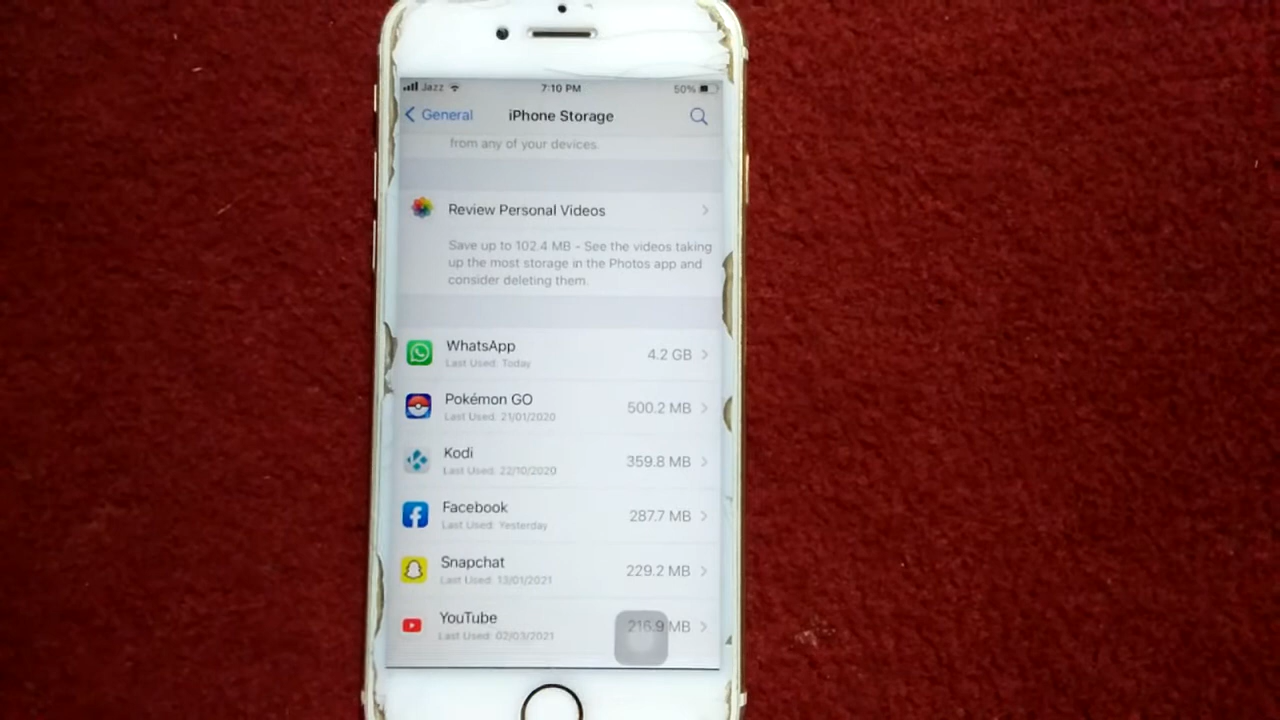 Jazz 7:10 PM 50%
General iPhone Storage
from any of your devices.
Review Personal Videos
Save up to 102.4 MB - See the videos taking
up the most storage in the Photos app and
consider deleting them.
WhatsApp 4.2 GB
Last Used: Today
Pokémon GO 500.2 MB
Last Used: 21/01/2020
Kodi 359.8 MB
Last Used: 22/10/2020
Facebook 287.7 MB
Last Used: Yesterday
Snapchat 229.2 MB
Last Used: 13/01/2021
YouTube 216.9 MB
Last Used: 02/03/2021